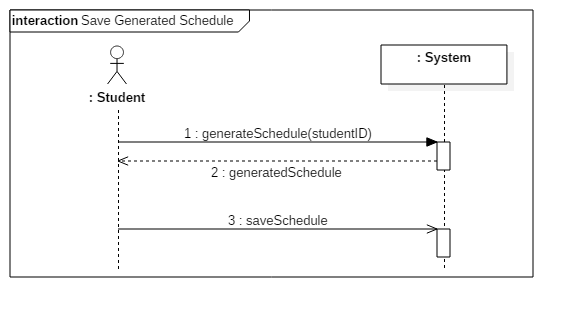 interaction Save Generated Schedule
: Student
: System
1 : generateSchedule(studentID)
2 : generatedSchedule
3 : saveSchedule